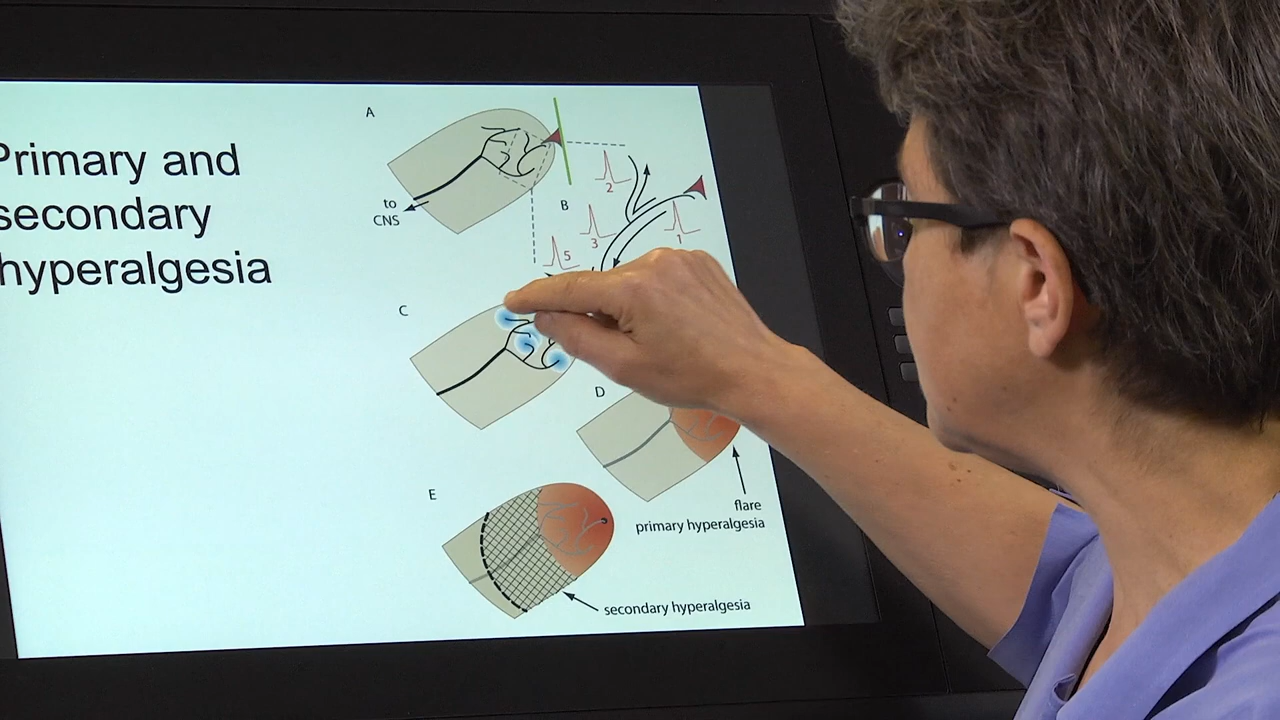 Primary and
secondary
hyperalgesia
A
to
CNS
B
2
3
1
5
C
D
flare
primary hyperalgesia
E
secondary hyperalgesia